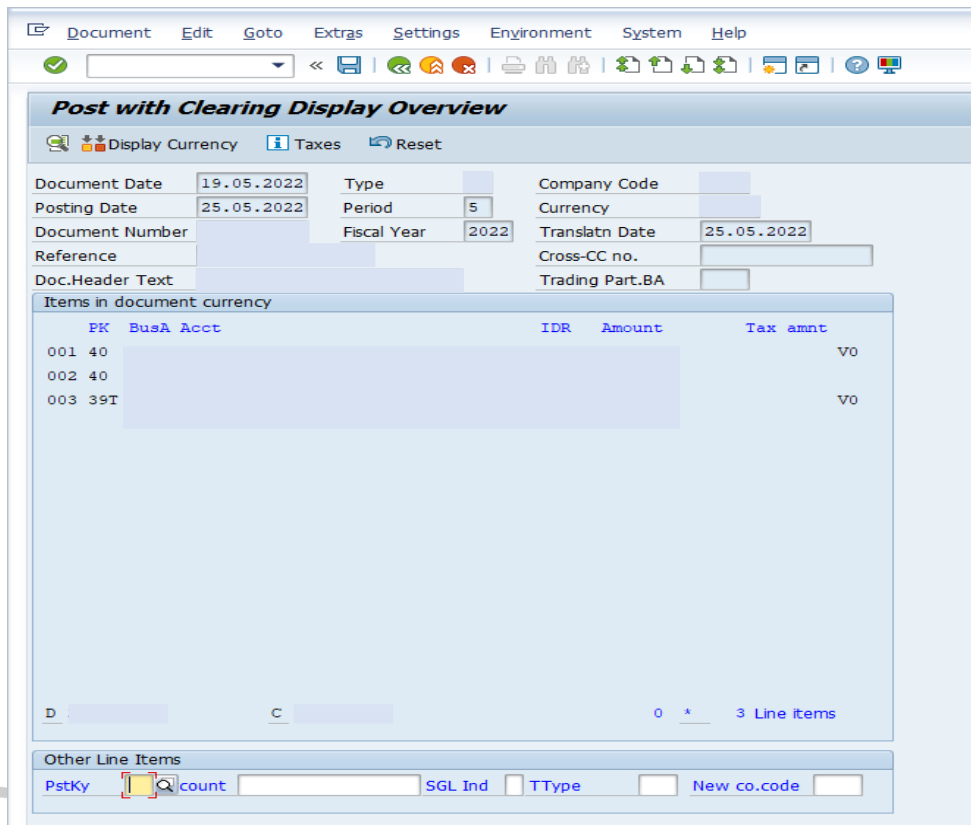 Document Edit Goto Extras Settings Environment System Help
Post with Clearing Display Overview
Display Currency Taxes Reset
Document Date 19.05.2022 Type Company Code
Posting Date 25.05.2022 Period 5 Currency
Document Number Fiscal Year 2022 Translatn Date 25.05.2022
Reference Cross-CC no.
Doc.Header Text Trading Part.BA
Items in document currency
PK BusA Acct IDR Amount Tax amnt
001 40 V0
002 40
003 39T V0
D C 0 * 3 Line items
Other Line Items
PstKy count SGL Ind TType New co.code